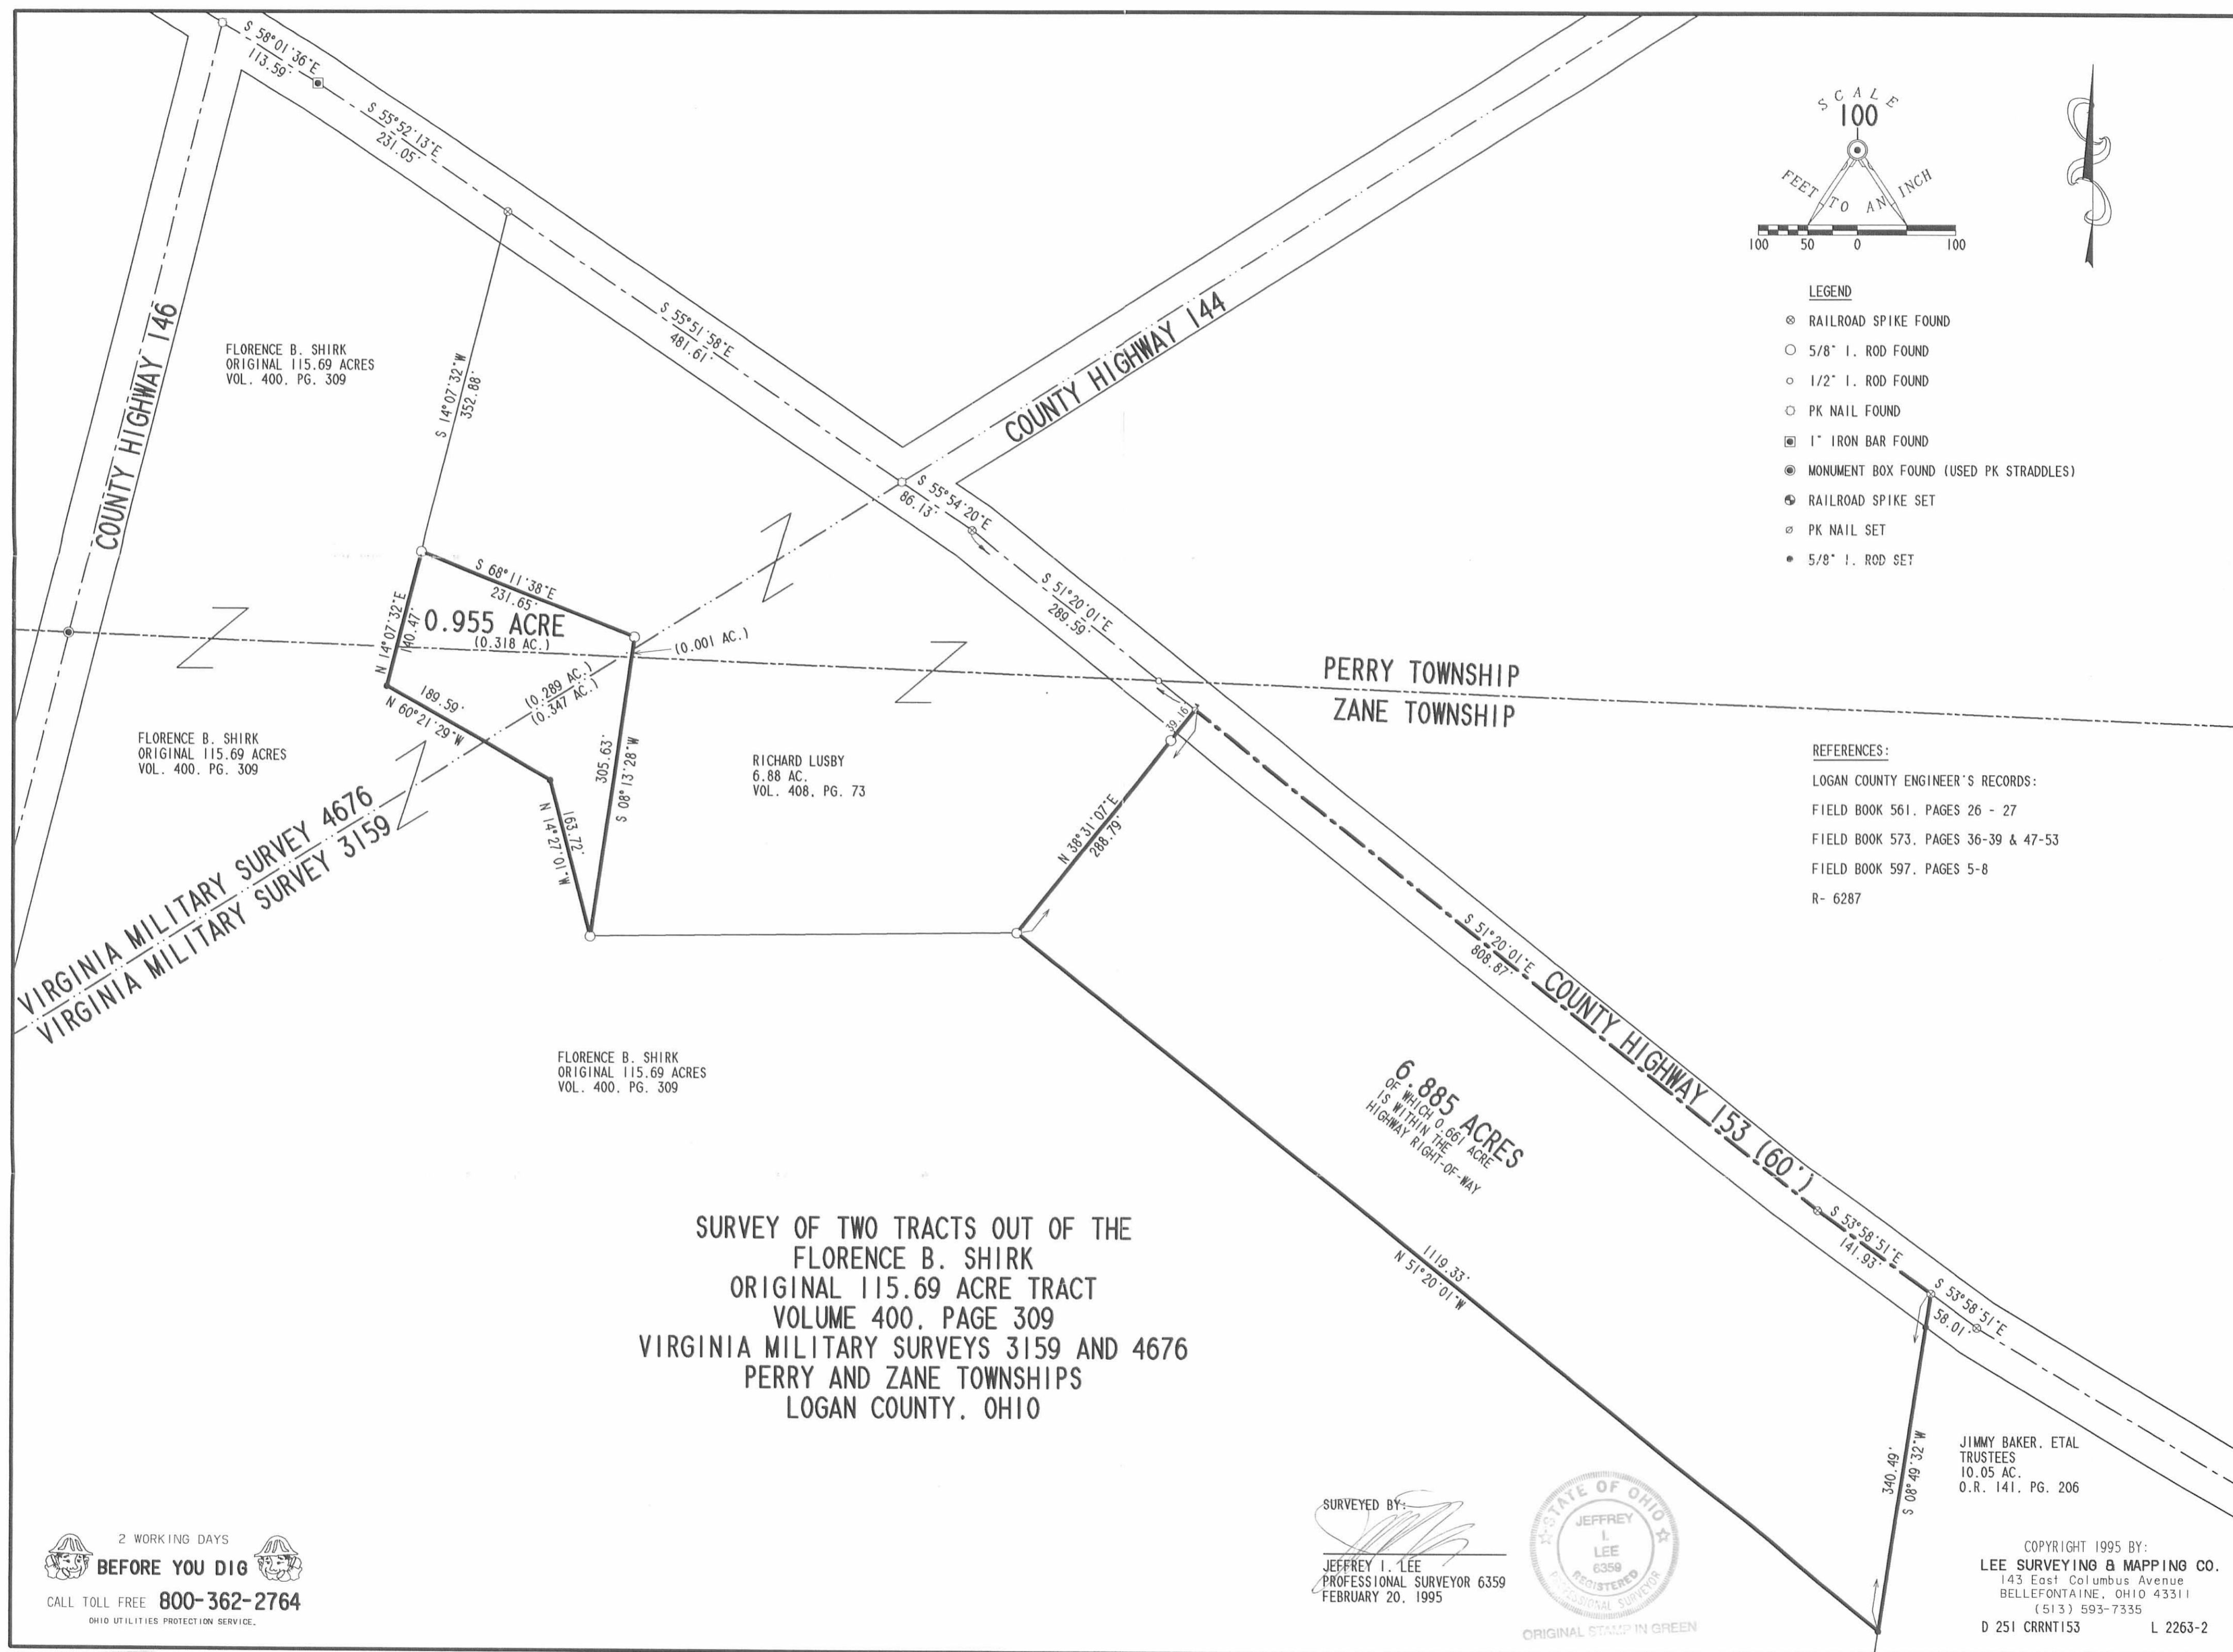 S 58°01'36"E
113.59'
S 55°52'13"E
231.05'
S 55°51'58"E
481.61'
COUNTY HIGHWAY 146
COUNTY HIGHWAY 144
FLORENCE B. SHIRK
ORIGINAL 115.69 ACRES
VOL. 400, PG. 309
S 14°07'32"W
352.88'
S 55°54'20"E
86.13'
S 51°20'01"E
289.59'
SCALE
100
FEET TO AN INCH
100 50 0 100
LEGEND
RAILROAD SPIKE FOUND
5/8" I. ROD FOUND
1/2" I. ROD FOUND
PK NAIL FOUND
1" IRON BAR FOUND
MONUMENT BOX FOUND (USED PK STRADDLES)
RAILROAD SPIKE SET
PK NAIL SET
5/8" I. ROD SET
S 68°11'38"E
231.65'
0.955 ACRE
(0.318 AC.)
N 14°07'32"E
140.47'
(0.001 AC.)
(0.289 AC.)
(0.347 AC.)
189.59'
N 60°21'29"W
163.72'
N 14°27'01"W
305.63'
S 08°13'28"W
PERRY TOWNSHIP
ZANE TOWNSHIP
39.16'
N 38°31'07"E
288.79'
FLORENCE B. SHIRK
ORIGINAL 115.69 ACRES
VOL. 400, PG. 309
RICHARD LUSBY
6.88 AC.
VOL. 408, PG. 73
VIRGINIA MILITARY SURVEY 4676
VIRGINIA MILITARY SURVEY 3159
REFERENCES:
LOGAN COUNTY ENGINEER'S RECORDS:
FIELD BOOK 561, PAGES 26 - 27
FIELD BOOK 573, PAGES 36-39 & 47-53
FIELD BOOK 597, PAGES 5-8
R- 6287
S 51°20'01"E
808.87'
COUNTY HIGHWAY 153 (60')
FLORENCE B. SHIRK
ORIGINAL 115.69 ACRES
VOL. 400, PG. 309
6.885 ACRES
OF WHICH 0.661 ACRE
IS WITHIN THE
HIGHWAY RIGHT-OF-WAY
S 53°58'51"E
141.93'
S 53°58'51"E
58.01'
1119.33'
N 51°20'01"W
340.49'
S 08°49'32"W
SURVEY OF TWO TRACTS OUT OF THE
FLORENCE B. SHIRK
ORIGINAL 115.69 ACRE TRACT
VOLUME 400, PAGE 309
VIRGINIA MILITARY SURVEYS 3159 AND 4676
PERRY AND ZANE TOWNSHIPS
LOGAN COUNTY, OHIO
JIMMY BAKER, ETAL
TRUSTEES
10.05 AC.
O.R. 141, PG. 206
2 WORKING DAYS
BEFORE YOU DIG
CALL TOLL FREE 800-362-2764
OHIO UTILITIES PROTECTION SERVICE.
SURVEYED BY:
JEFFREY I. LEE
PROFESSIONAL SURVEYOR 6359
FEBRUARY 20, 1995
STATE OF OHIO
JEFFREY
I.
LEE
6359
REGISTERED
PROFESSIONAL SURVEYOR
ORIGINAL STAMP IN GREEN
COPYRIGHT 1995 BY:
LEE SURVEYING & MAPPING CO.
143 East Columbus Avenue
BELLEFONTAINE, OHIO 43311
(513) 593-7335
D 251 CRRNT153 L 2263-2